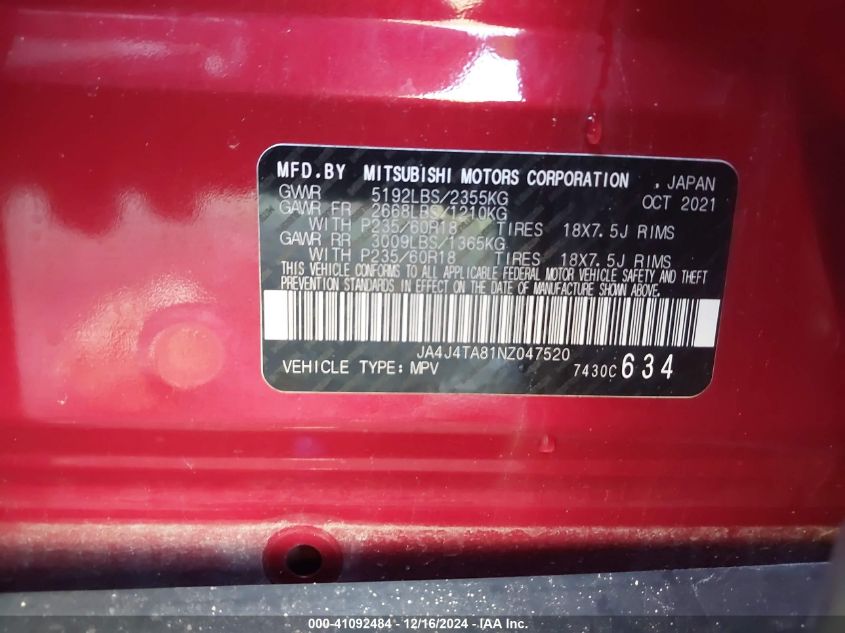 MFD.BY MITSUBISHI MOTORS CORPORATION , JAPAN
GVWR 5192LBS/2355KG OCT 2021
GAWR FR 2668LBS/1210KG
WITH P235/60R18 TIRES 18X7.5J RIMS
GAWR RR 3009LBS/1365KG
WITH P235/60R18 TIRES 18X7.5J RIMS
THIS VEHICLE CONFORMS TO ALL APPLICABLE FEDERAL MOTOR VEHICLE SAFETY AND THEFT
PREVENTION STANDARDS IN EFFECT ON THE DATE OF MANUFACTURE SHOWN ABOVE.
JA4J4TA81NZ047520
VEHICLE TYPE: MPV 7430C 634
000-41092484 - 12/16/2024 - IAAI.COM